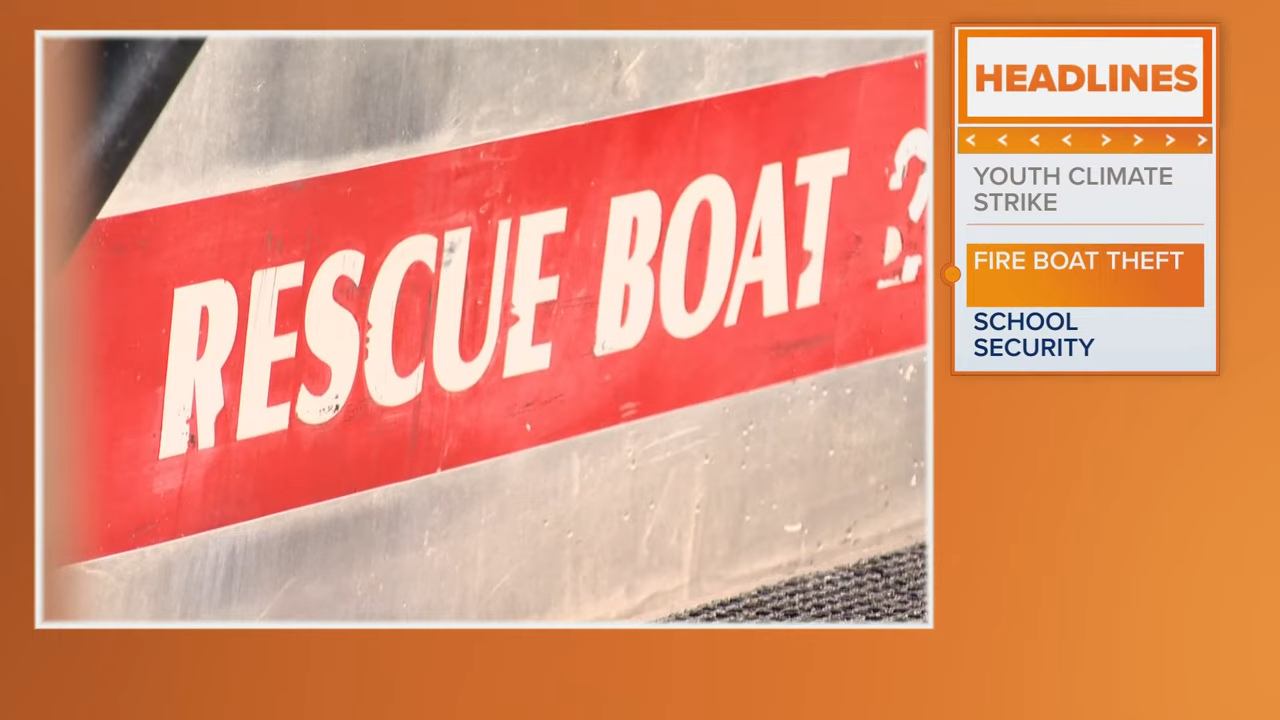 RESCUE BOAT
HEADLINES
YOUTH CLIMATE
STRIKE
FIRE BOAT THEFT
SCHOOL
SECURITY